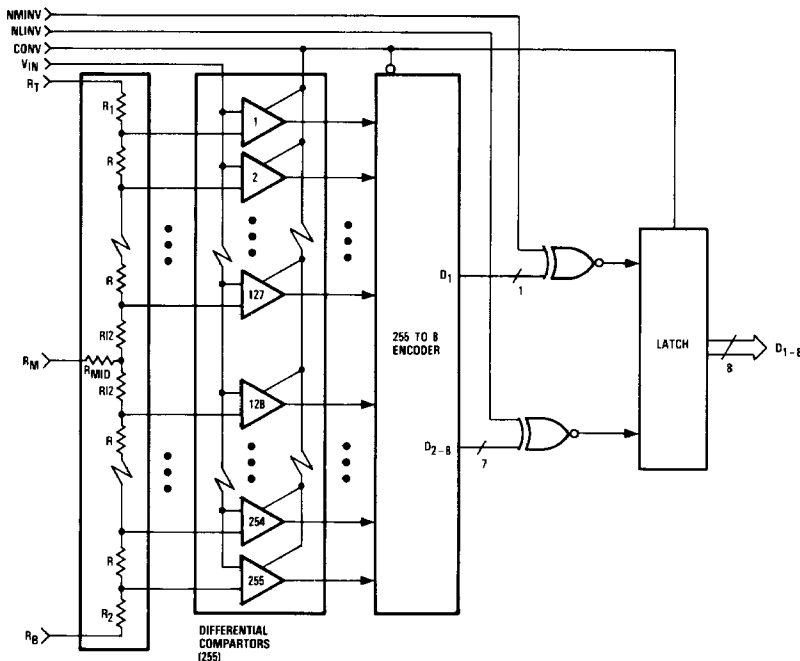 NMINV
NLINV
CONV
VIN
RT
R1
R
R
R/2
RM
RMID
R/2
R
R
R2
RB
1
2
127
128
254
255
DIFFERENTIAL
COMPARTORS
(255)
255 TO 8
ENCODER
D1
1
D2-8
7
LATCH
8
D1-8